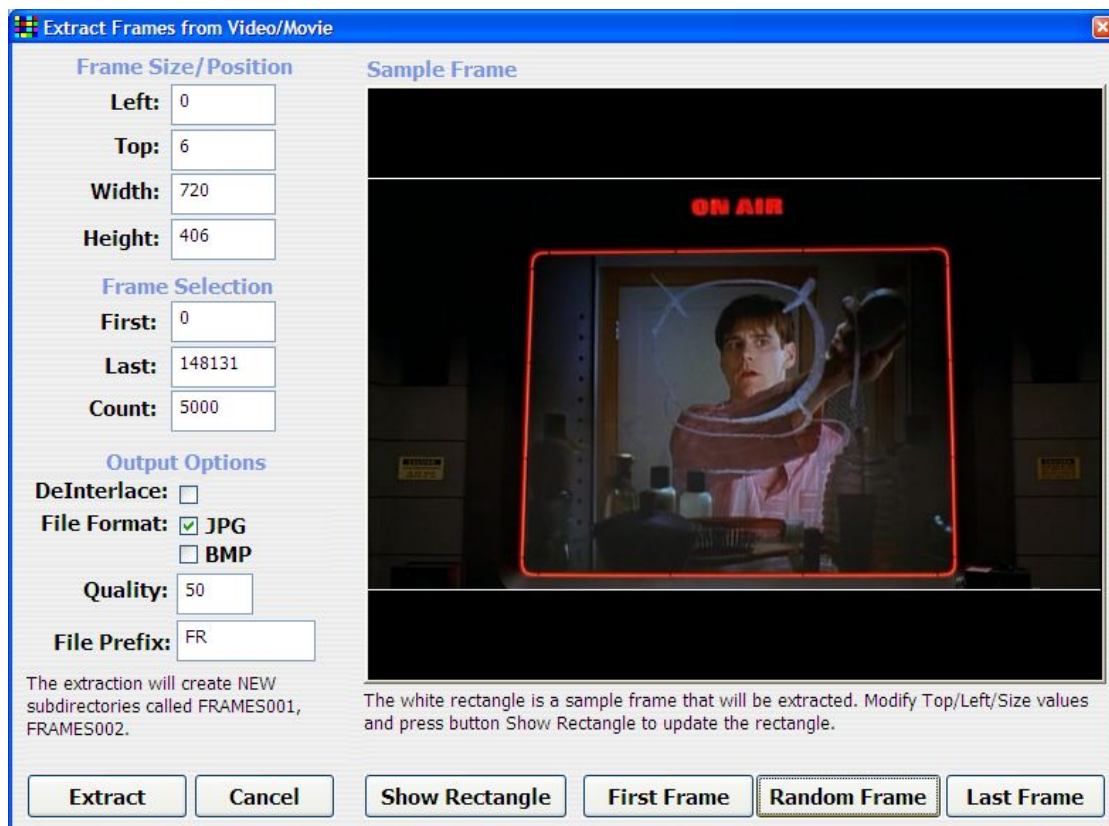 Extract Frames from Video/Movie
Frame Size/Position
Left: 0
Top: 6
Width: 720
Height: 406
Frame Selection
First: 0
Last: 148131
Count: 5000
Output Options
DeInterlace:
File Format: JPG
BMP
Quality: 50
File Prefix: FR
The extraction will create NEW
subdirectories called FRAMES001,
FRAMES002.
Sample Frame
ON AIR
The white rectangle is a sample frame that will be extracted. Modify Top/Left/Size values
and press button Show Rectangle to update the rectangle.
Extract Cancel Show Rectangle First Frame Random Frame Last Frame